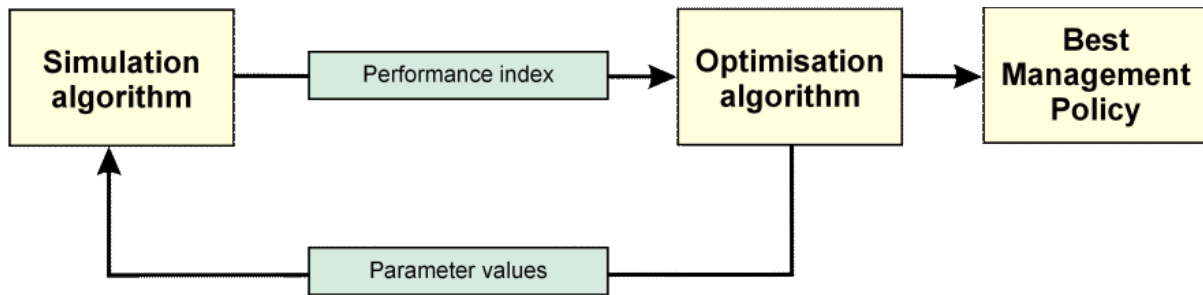 Simulation
algorithm
Performance index
Optimisation
algorithm
Best
Management
Policy
Parameter values